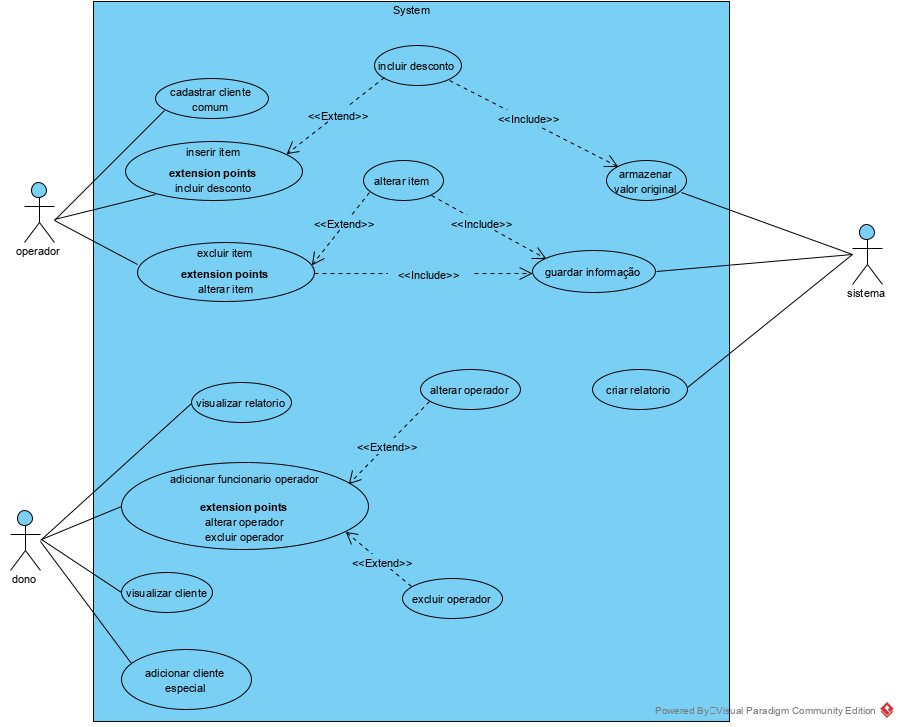 System
incluir desconto
cadastrar cliente
comum
<<Extend>>
<<Include>>
inserir item
extension points
incluir desconto
alterar item
armazenar
valor original
operador
<<Extend>>
<<Include>>
excluir item
extension points
alterar item
<<Include>>
guardar informação
sistema
visualizar relatorio
alterar operador
criar relatorio
<<Extend>>
adicionar funcionario operador
extension points
alterar operador
excluir operador
dono
<<Extend>>
visualizar cliente
excluir operador
adicionar cliente
especial
Powered By Visual Paradigm Community Edition